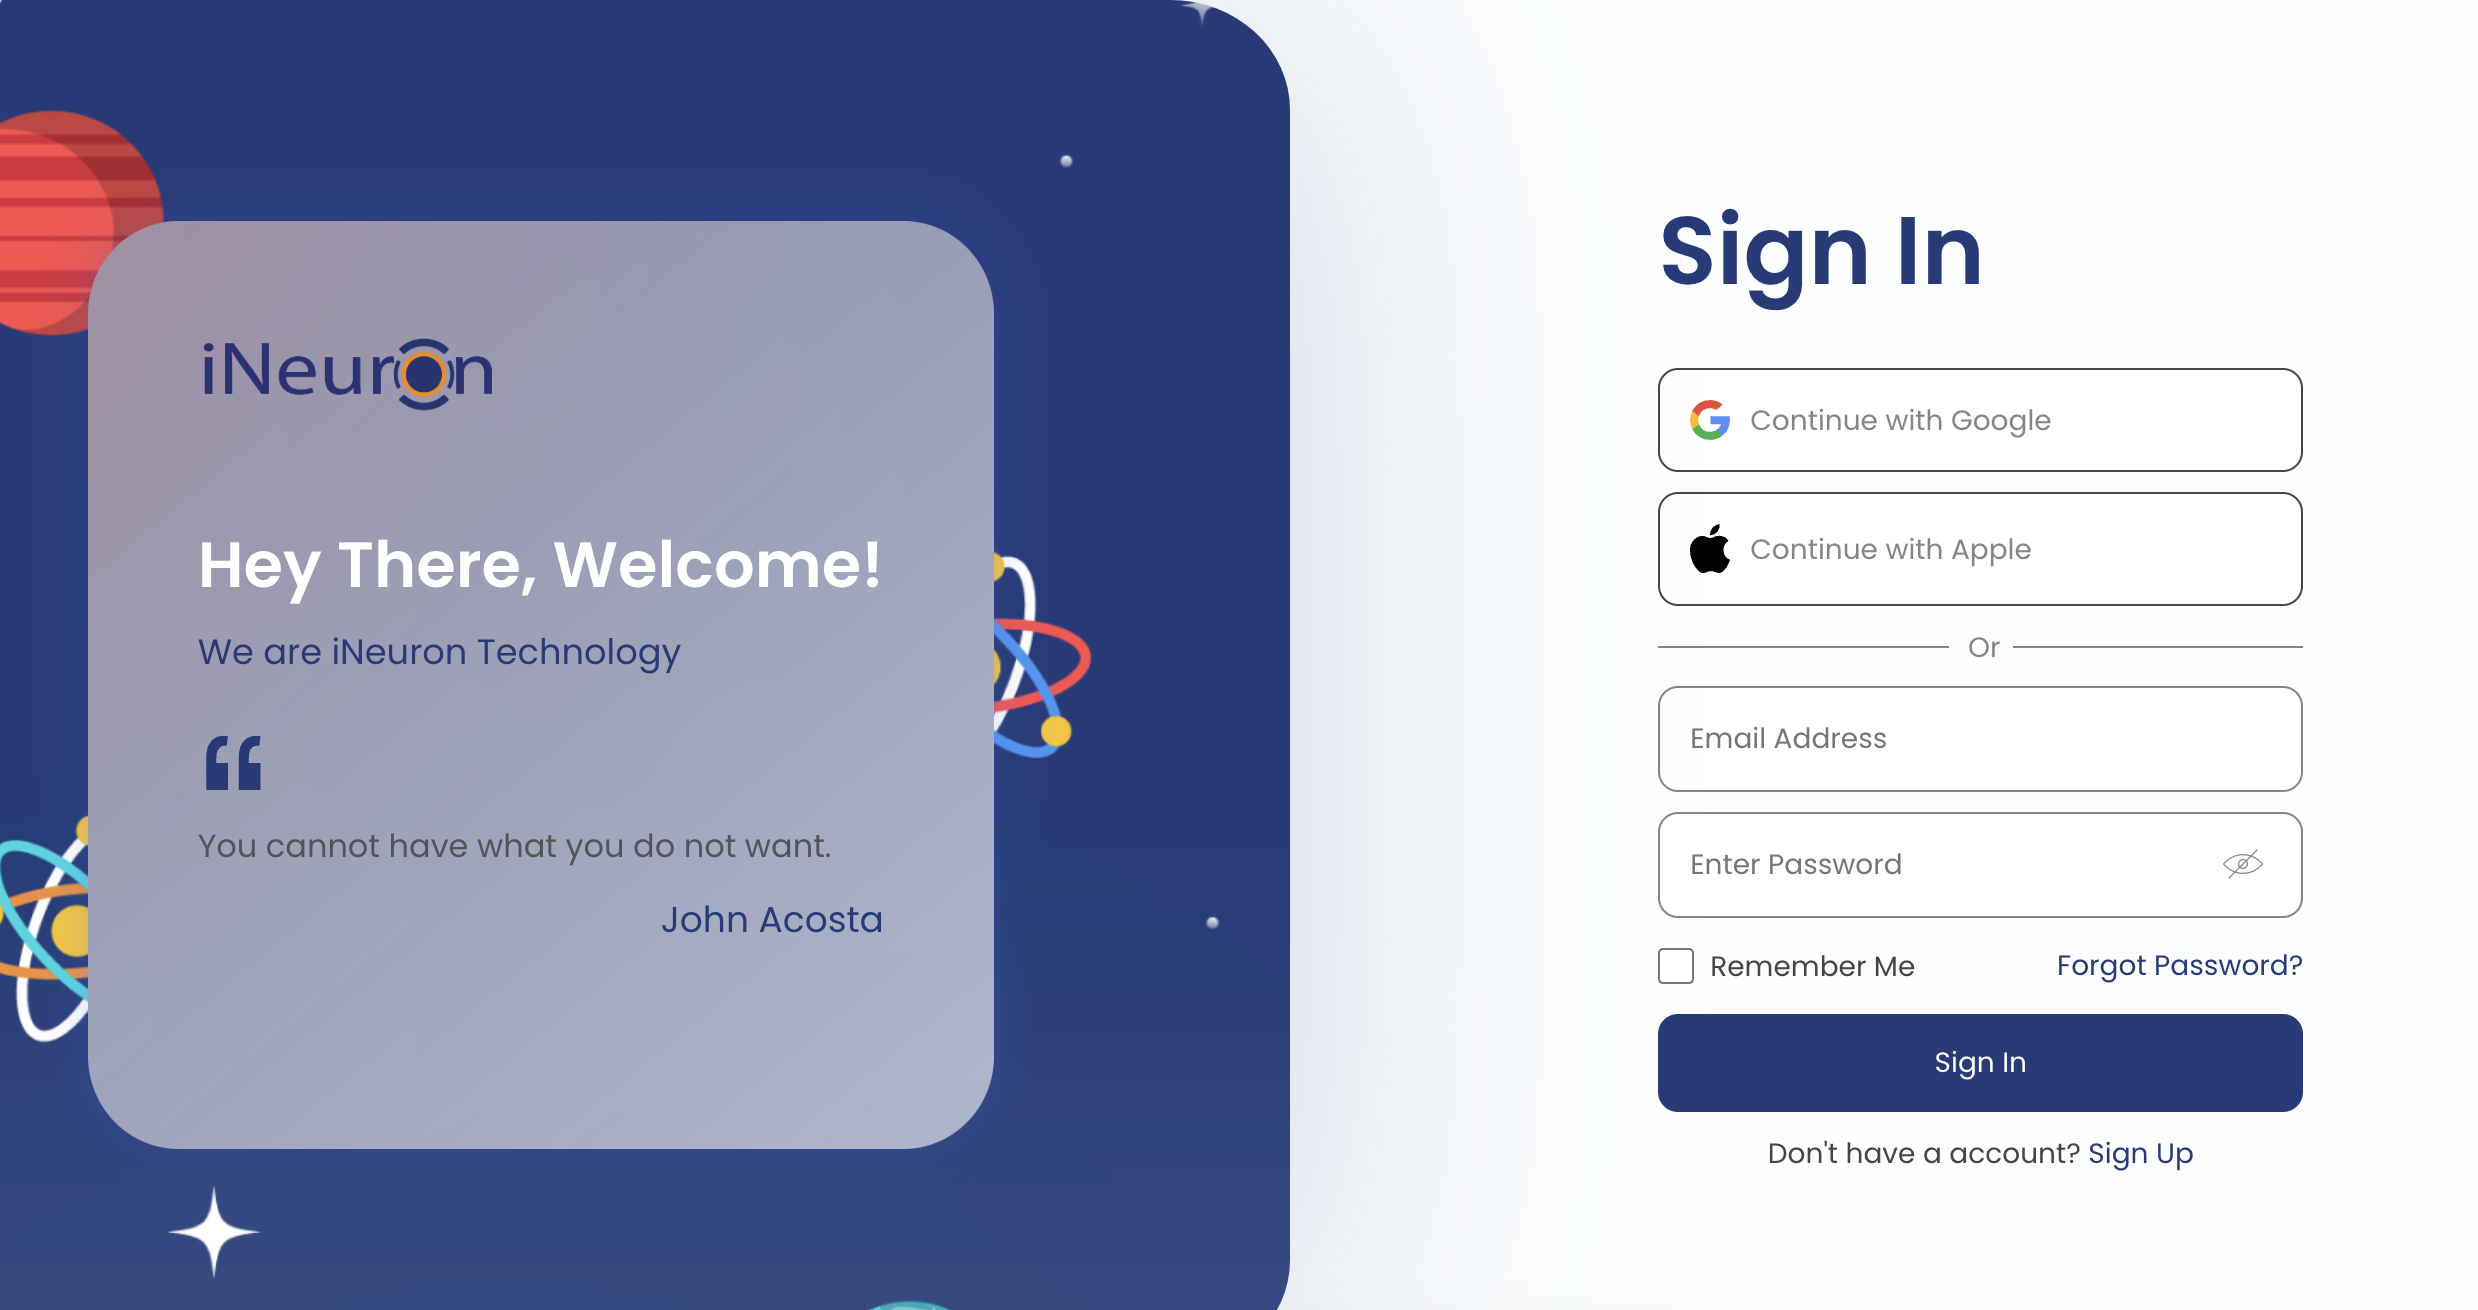 iNeuron
Hey There, Welcome!
We are iNeuron Technology
“
You cannot have what you do not want.
John Acosta
Sign In
Continue with Google
Continue with Apple
Or
Email Address
Enter Password
Remember Me
Forgot Password?
Sign In
Don't have a account? Sign Up